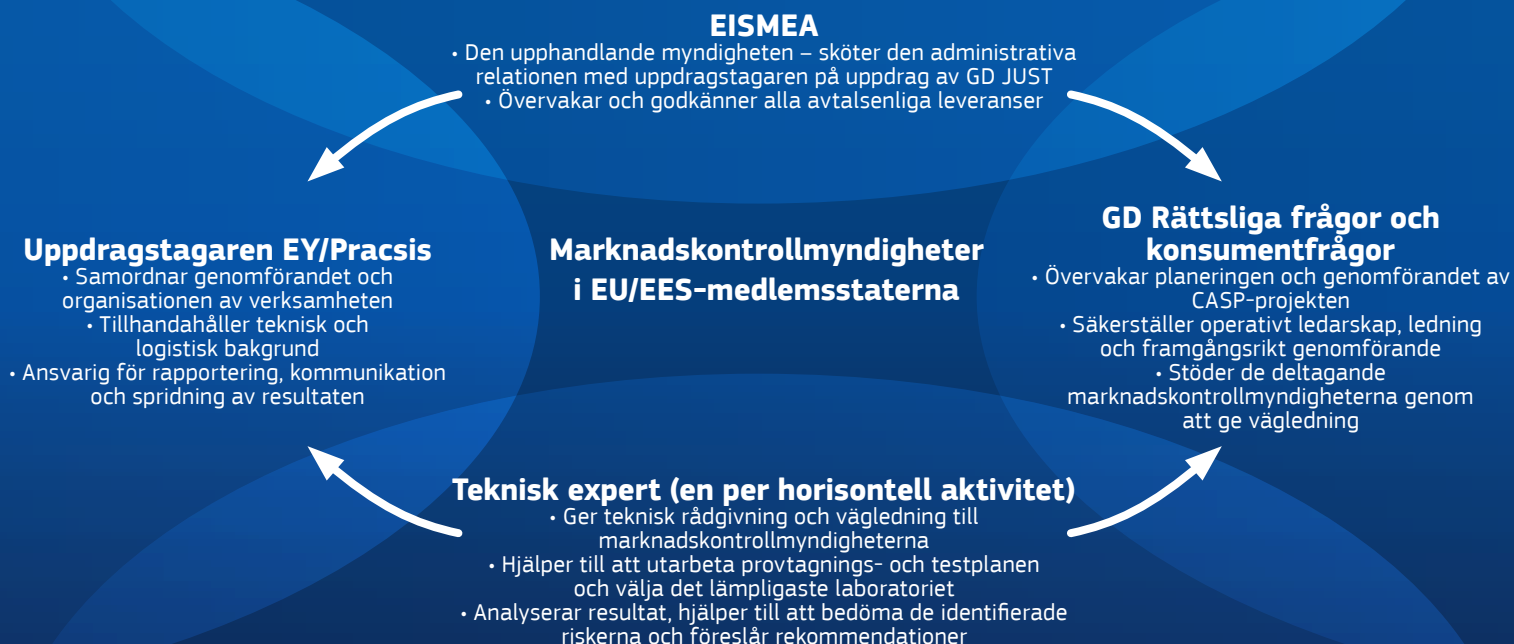 EISMEA
• Den upphandlande myndigheten – sköter den administrativa
relationen med uppdragstagaren på uppdrag av GD JUST
• Övervakar och godkänner alla avtalsenliga leveranser
Uppdragstagaren EY/Pracsis
• Samordnar genomförandet och
organisationen av verksamheten
• Tillhandahåller teknisk och
logistisk bakgrund
• Ansvarig för rapportering, kommunikation
och spridning av resultaten
Marknadskontrollmyndigheter
i EU/EES-medlemsstaterna
GD Rättsliga frågor och
konsumentfrågor
• Övervakar planeringen och genomförandet av
CASP-projekten
• Säkerställer operativt ledarskap, ledning
och framgångsrikt genomförande
• Stöder de deltagande
marknadskontrollmyndigheterna genom
att ge vägledning
Teknisk expert (en per horisontell aktivitet)
• Ger teknisk rådgivning och vägledning till
marknadskontrollmyndigheterna
• Hjälper till att utarbeta provtagnings- och testplanen
och välja det lämpligaste laboratoriet
• Analyserar resultat, hjälper till att bedöma de identifierade
riskerna och föreslår rekommendationer